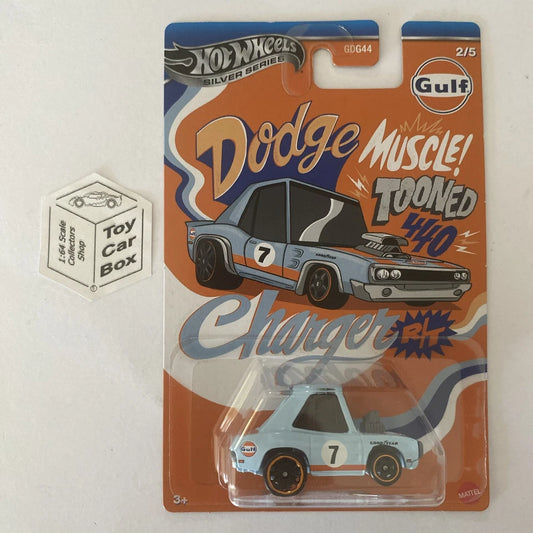 HOT WHEELS
SILVER SERIES
GDG44
2/5
Gulf
Dodge
MUSCLE!
TOONED
440
7
GOODYEAR
Charger R/T
Toy
Car
Box
1:64 Scale
Collectors
Shop
®
Gulf
7
GOODYEAR
3+
MATTEL